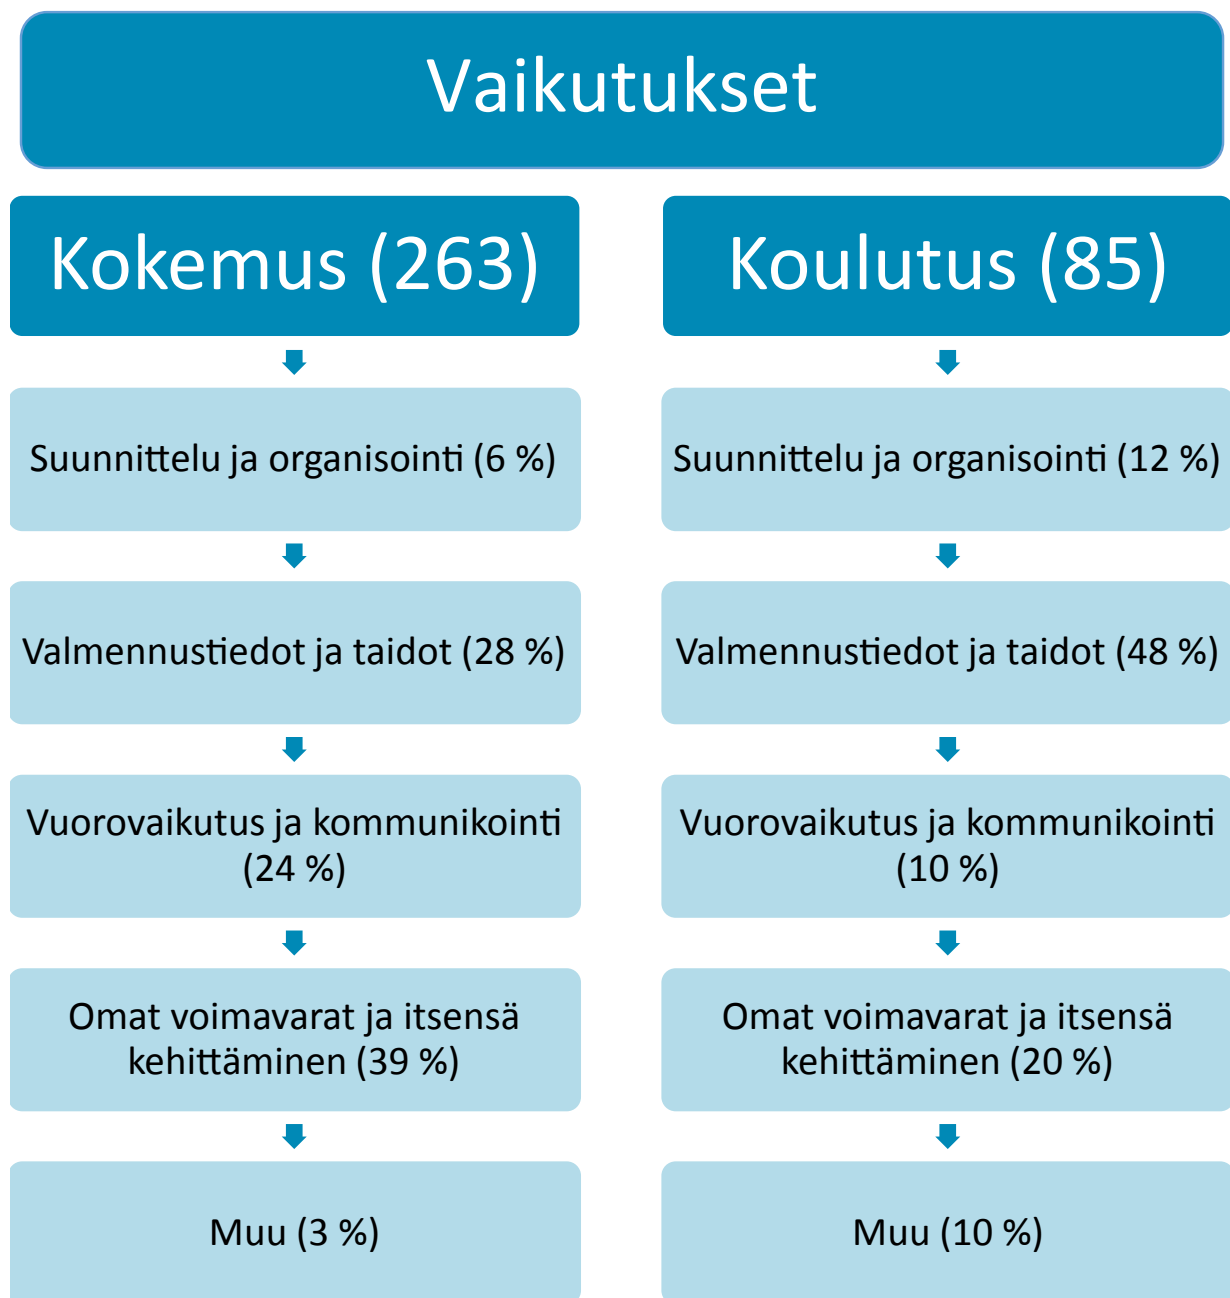 Vaikutukset
Kokemus (263)
Suunnittelu ja organisointi (6 %)
Valmennustiedot ja taidot (28 %)
Vuorovaikutus ja kommunikointi
(24 %)
Omat voimavarat ja itsensä
kehittäminen (39 %)
Muu (3 %)
Koulutus (85)
Suunnittelu ja organisointi (12 %)
Valmennustiedot ja taidot (48 %)
Vuorovaikutus ja kommunikointi
(10 %)
Omat voimavarat ja itsensä
kehittäminen (20 %)
Muu (10 %)